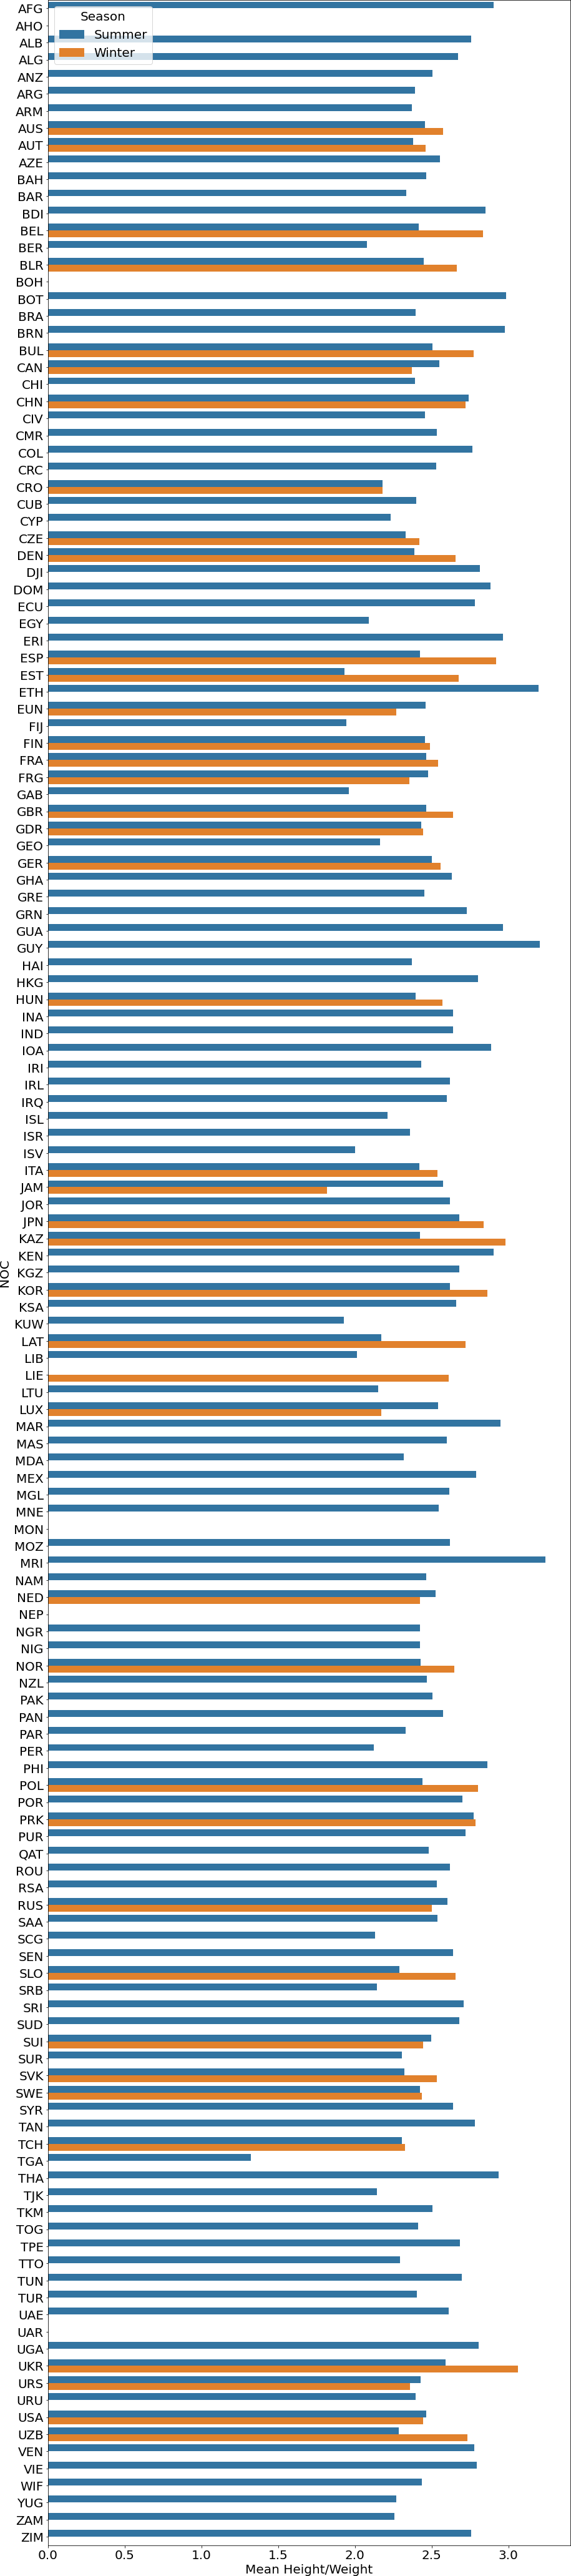 Season
Summer
Winter
NOC
AFG
AHO
ALB
ALG
ANZ
ARG
ARM
AUS
AUT
AZE
BAH
BAR
BDI
BEL
BER
BLR
BOH
BOT
BRA
BRN
BUL
CAN
CHI
CHN
CIV
CMR
COL
CRC
CRO
CUB
CYP
CZE
DEN
DJI
DOM
ECU
EGY
ERI
ESP
EST
ETH
EUN
FIJ
FIN
FRA
FRG
GAB
GBR
GDR
GEO
GER
GHA
GRE
GRN
GUA
GUY
HAI
HKG
HUN
INA
IND
IOA
IRI
IRL
IRQ
ISL
ISR
ISV
ITA
JAM
JOR
JPN
KAZ
KEN
KGZ
KOR
KSA
KUW
LAT
LIB
LIE
LTU
LUX
MAR
MAS
MDA
MEX
MGL
MNE
MON
MOZ
MRI
NAM
NED
NEP
NGR
NIG
NOR
NZL
PAK
PAN
PAR
PER
PHI
POL
POR
PRK
PUR
QAT
ROU
RSA
RUS
SAA
SCG
SEN
SLO
SRB
SRI
SUD
SUI
SUR
SVK
SWE
SYR
TAN
TCH
TGA
THA
TJK
TKM
TOG
TPE
TTO
TUN
TUR
UAE
UAR
UGA
UKR
URS
URU
USA
UZB
VEN
VIE
WIF
YUG
ZAM
ZIM
0.0 0.5 1.0 1.5 2.0 2.5 3.0
Mean Height/Weight